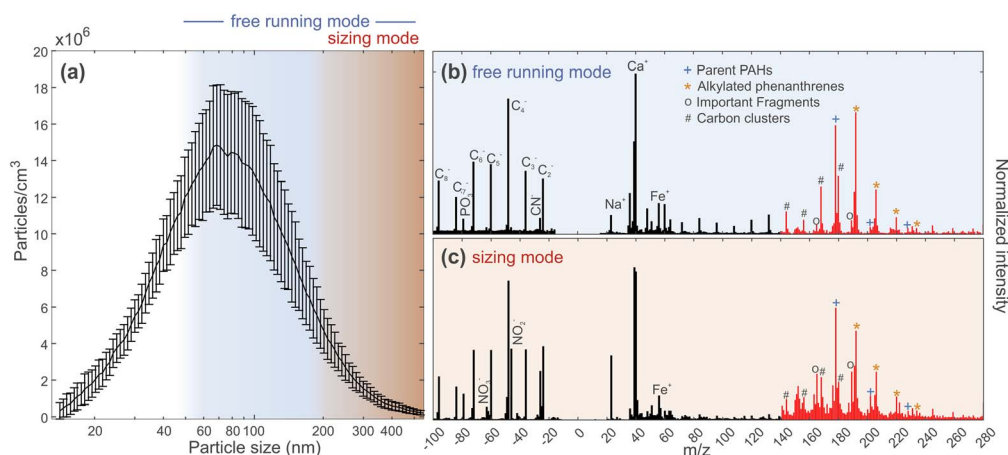 free running mode
sizing mode
×10⁶
(a)
20
18
16
14
12
10
8
6
4
2
0
Particles/cm³
20
40
60
80 100
200
400
Particle size (nm)
(b) free running mode
C₈⁻
C₇⁻
PO₃⁻
C₆⁻
C₅⁻
C₄⁻
C₃⁻
CN⁻
C₂⁻
Na⁺
Ca⁺
Fe⁺
+ Parent PAHs
* Alkylated phenanthrenes
o Important Fragments
# Carbon clusters
# # o # + # o * + * * + *
(c) sizing mode
NO₃⁻
NO₂⁻
Fe⁺
# # o # + # o * + * * + *
-100 -80 -60 -40 -20 0 20 40 60 80 100 120 140 160 180 200 220 240 260 280
m/z
Normalized intensity